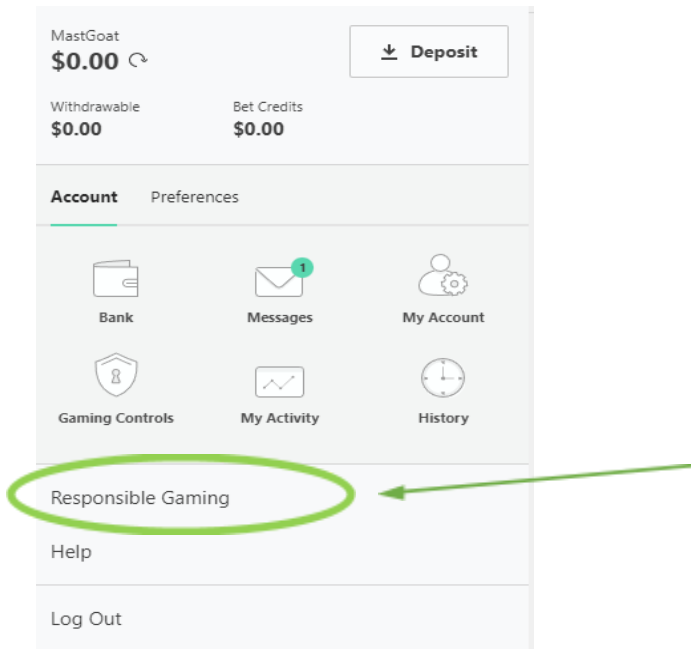 MastGoat
$0.00
Deposit
Withdrawable Bet Credits
$0.00 $0.00
Account Preferences
1
Bank Messages My Account
Gaming Controls My Activity History
Responsible Gaming
Help
Log Out